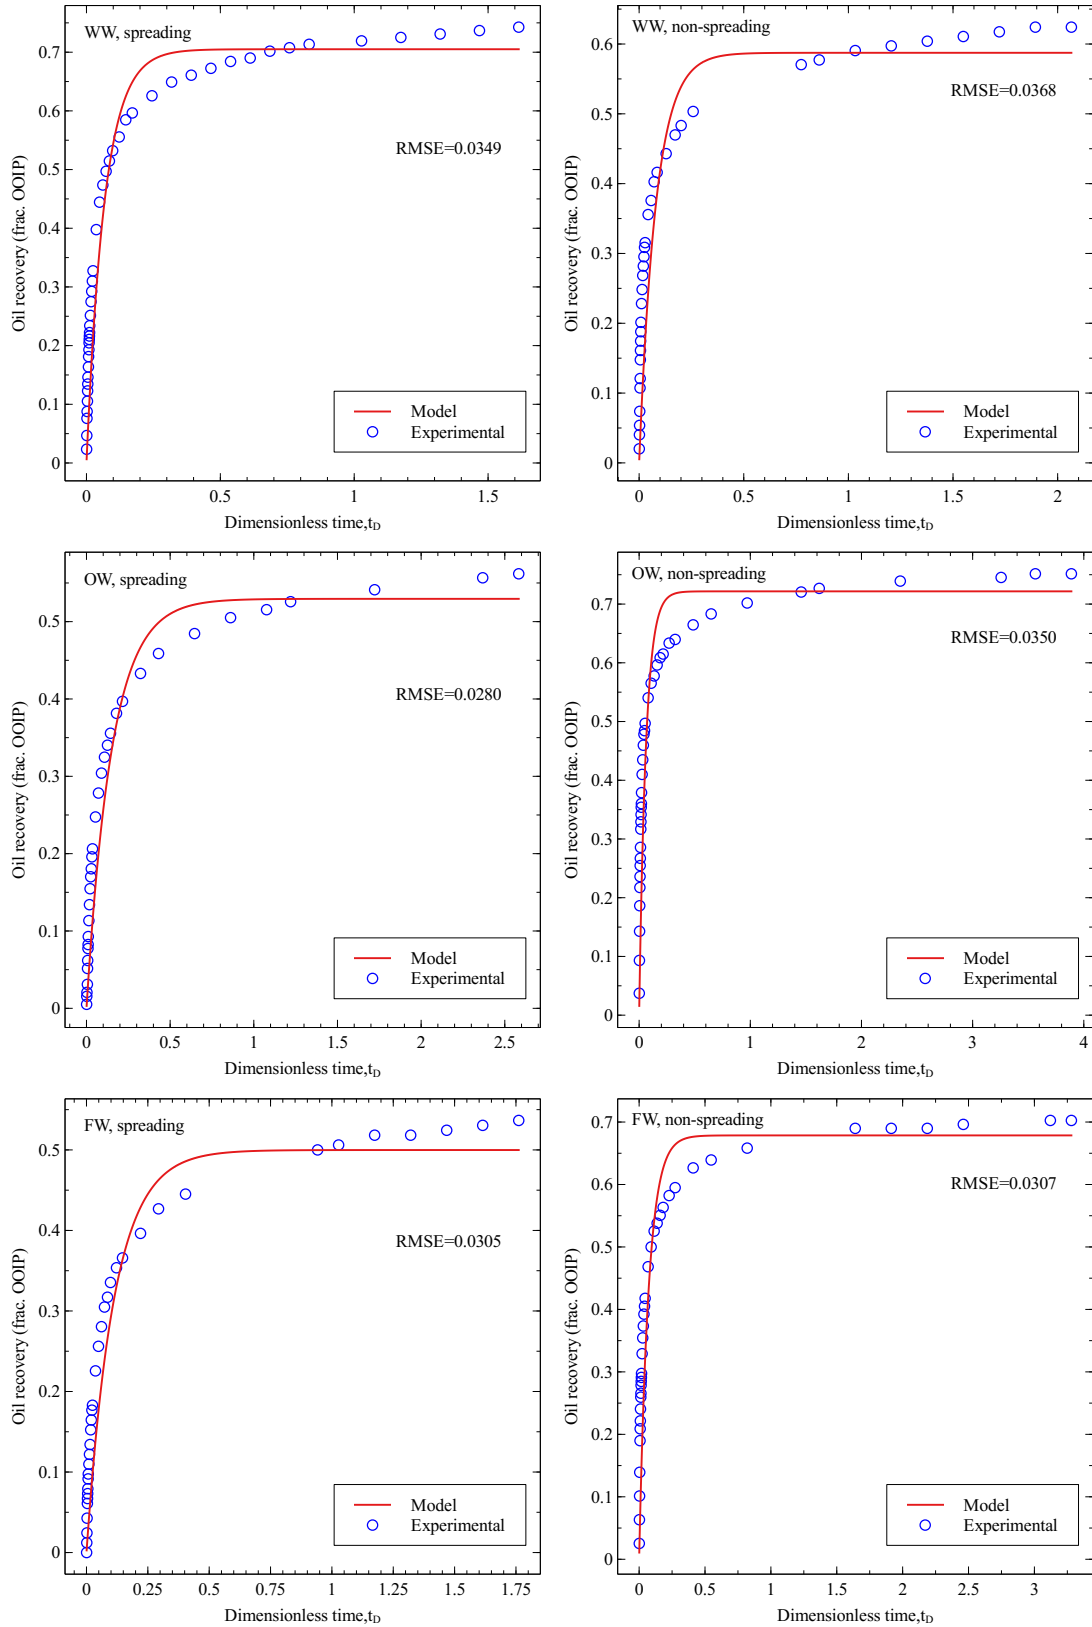 WW, spreading
RMSE=0.0349
Oil recovery (frac. OOIP)
0.7
0.6
0.5
0.4
0.3
0.2
0.1
0
Model
Experimental
0 0.5 1 1.5
Dimensionless time,t_D
WW, non-spreading
RMSE=0.0368
Oil recovery (frac. OOIP)
0.6
0.5
0.4
0.3
0.2
0.1
0
Model
Experimental
0 0.5 1 1.5 2
Dimensionless time,t_D
OW, spreading
RMSE=0.0280
Oil recovery (frac. OOIP)
0.5
0.4
0.3
0.2
0.1
0
Model
Experimental
0 0.5 1 1.5 2 2.5
Dimensionless time,t_D
OW, non-spreading
RMSE=0.0350
Oil recovery (frac. OOIP)
0.7
0.6
0.5
0.4
0.3
0.2
0.1
0
Model
Experimental
0 1 2 3 4
Dimensionless time,t_D
FW, spreading
RMSE=0.0305
Oil recovery (frac. OOIP)
0.5
0.4
0.3
0.2
0.1
0
Model
Experimental
0 0.25 0.5 0.75 1 1.25 1.5 1.75
Dimensionless time,t_D
FW, non-spreading
RMSE=0.0307
Oil recovery (frac. OOIP)
0.7
0.6
0.5
0.4
0.3
0.2
0.1
0
Model
Experimental
0 0.5 1 1.5 2 2.5 3
Dimensionless time,t_D